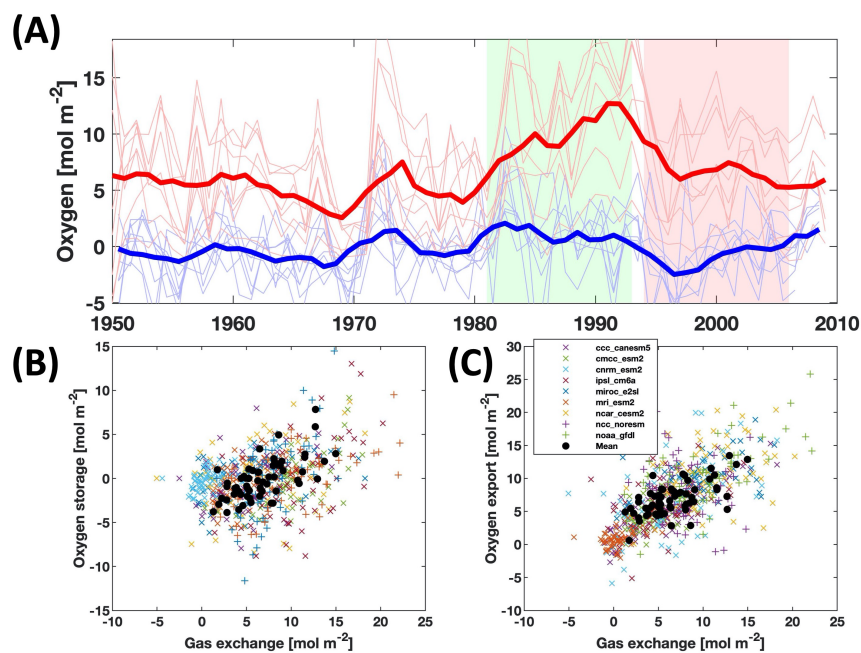 (A)
Oxygen [mol m⁻²]
15
10
5
0
-5
1950 1960 1970 1980 1990 2000 2010
(B)
Oxygen storage [mol m⁻²]
15
10
5
0
-5
-10
15
-10 -5 0 5 10 15 20 25
Gas exchange [mol m⁻²]
(C)
Oxygen export [mol m⁻²]
30
25
20
15
10
5
0
-5
-10
-10 -5 0 5 10 15 20 25
Gas exchange [mol m⁻²]
ccc_canesm5
cmcc_esm2
cnrm_esm2
ipsl_cm6a
miroc_e2sl
mri_esm2
ncar_cesm2
ncc_noresm
noaa_gfdl
Mean